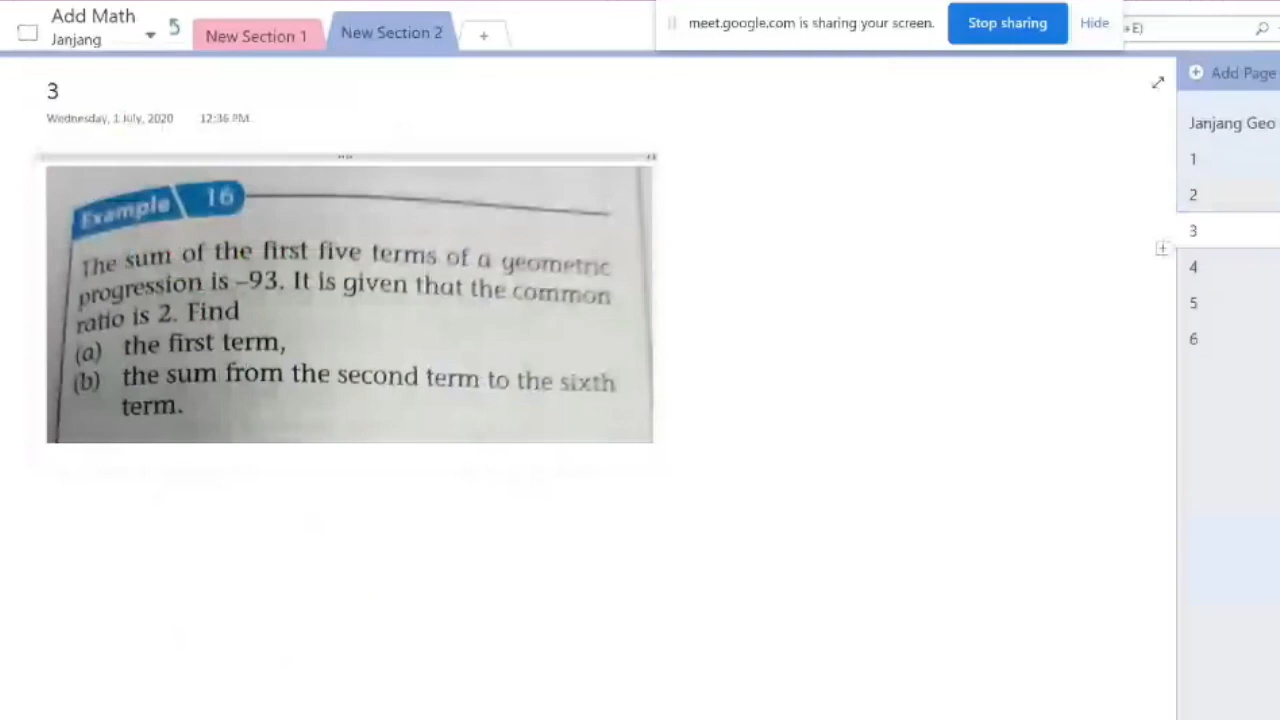 Add Math
Janjang
New Section 1
New Section 2
+
meet.google.com is sharing your screen.
Stop sharing
Hide
+E)
Add Page
3
Wednesday, 1 July, 2020 12:36 PM
Janjang Geo
1
2
3
4
5
6
Example 16
The sum of the first five terms of a geometric
progression is –93. It is given that the common
ratio is 2. Find
(a) the first term,
(b) the sum from the second term to the sixth
term.